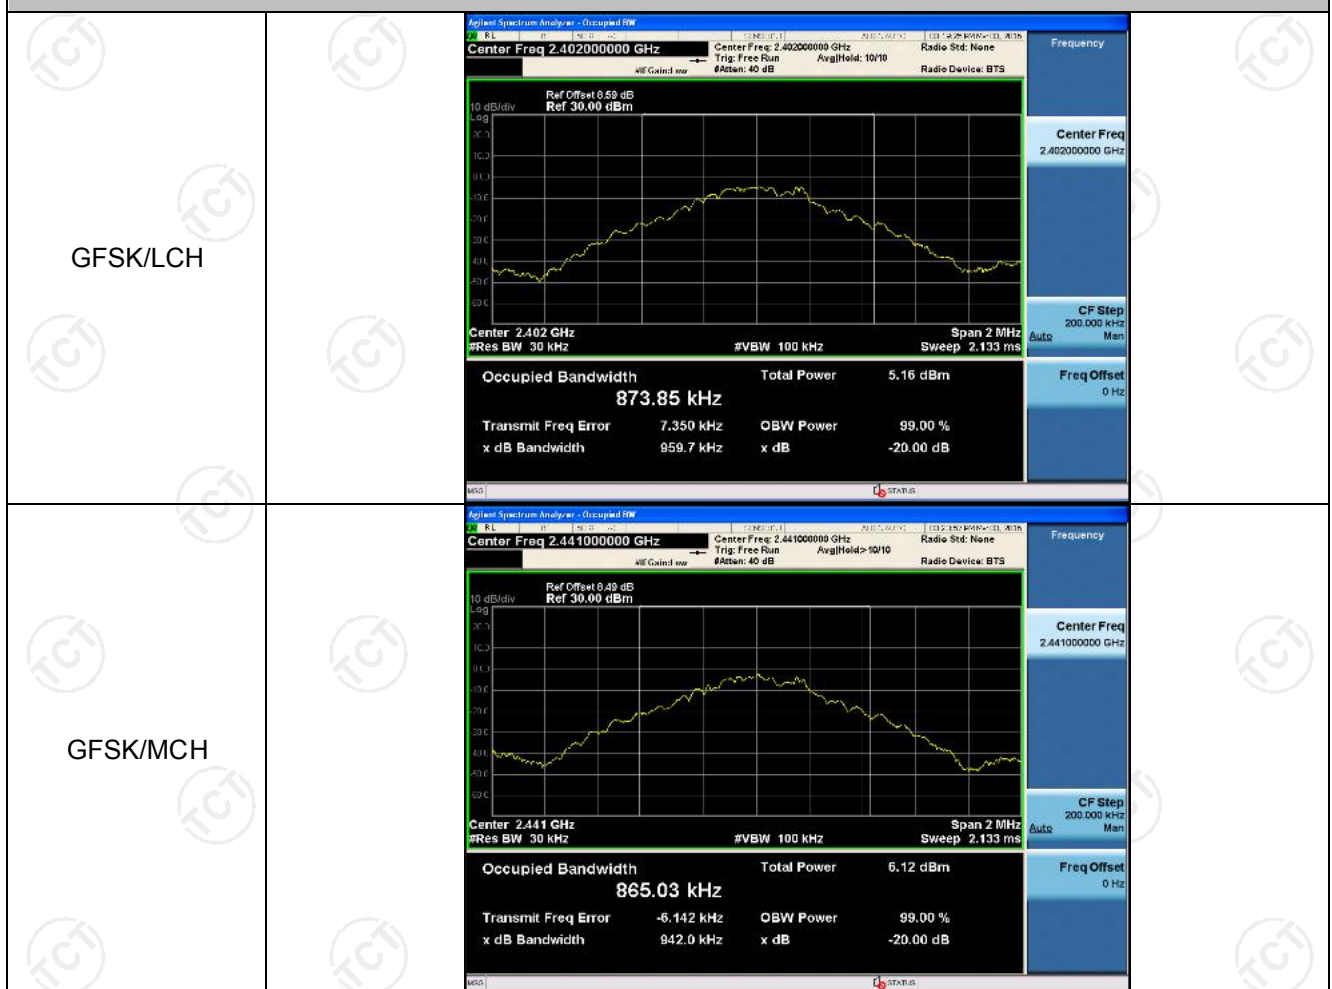 GFSK/LCH
Agilent Spectrum Analyzer - Occupied BW
Center Freq 2.402000000 GHz
Center Freq: 2.402000000 GHz
Radio Std: None
Trig: Free Run
Avg|Hold: 10/10
#IFGain:Low
#Atten: 40 dB
Radio Device: BTS
Frequency
Ref Offset 8.59 dB
10 dB/div
Ref 30.00 dBm
Log
Center Freq
2.402000000 GHz
Center 2.402 GHz
Span 2 MHz
#Res BW 30 kHz
#VBW 100 kHz
Sweep 2.133 ms
CF Step
200.000 kHz
Auto Man
Occupied Bandwidth
Total Power
5.16 dBm
873.85 kHz
Freq Offset
0 Hz
Transmit Freq Error
7.350 kHz
OBW Power
99.00 %
x dB Bandwidth
959.7 kHz
x dB
-20.00 dB
MSG
STATUS
GFSK/MCH
Agilent Spectrum Analyzer - Occupied BW
Center Freq 2.441000000 GHz
Center Freq: 2.441000000 GHz
Radio Std: None
Trig: Free Run
Avg|Hold:>10/10
#IFGain:Low
#Atten: 40 dB
Radio Device: BTS
Frequency
Ref Offset 8.49 dB
10 dB/div
Ref 30.00 dBm
Log
Center Freq
2.441000000 GHz
Center 2.441 GHz
Span 2 MHz
#Res BW 30 kHz
#VBW 100 kHz
Sweep 2.133 ms
CF Step
200.000 kHz
Auto Man
Occupied Bandwidth
Total Power
6.12 dBm
865.03 kHz
Freq Offset
0 Hz
Transmit Freq Error
-6.142 kHz
OBW Power
99.00 %
x dB Bandwidth
942.0 kHz
x dB
-20.00 dB
MSG
STATUS